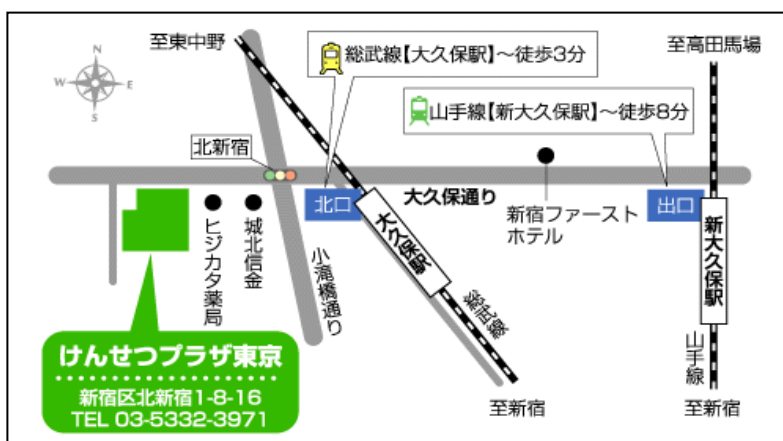 至東中野
総武線【大久保駅】～徒歩3分
至高田馬場
N
W
E
S
山手線【新大久保駅】～徒歩8分
北新宿
大久保通り
北口
新宿ファースト
ホテル
出口
ヒジカタ薬局
城北信金
小滝橋通り
大久保駅
新大久保駅
総武線
山手線
けんせつプラザ東京
新宿区北新宿1-8-16
TEL 03-5332-3971
至新宿
至新宿